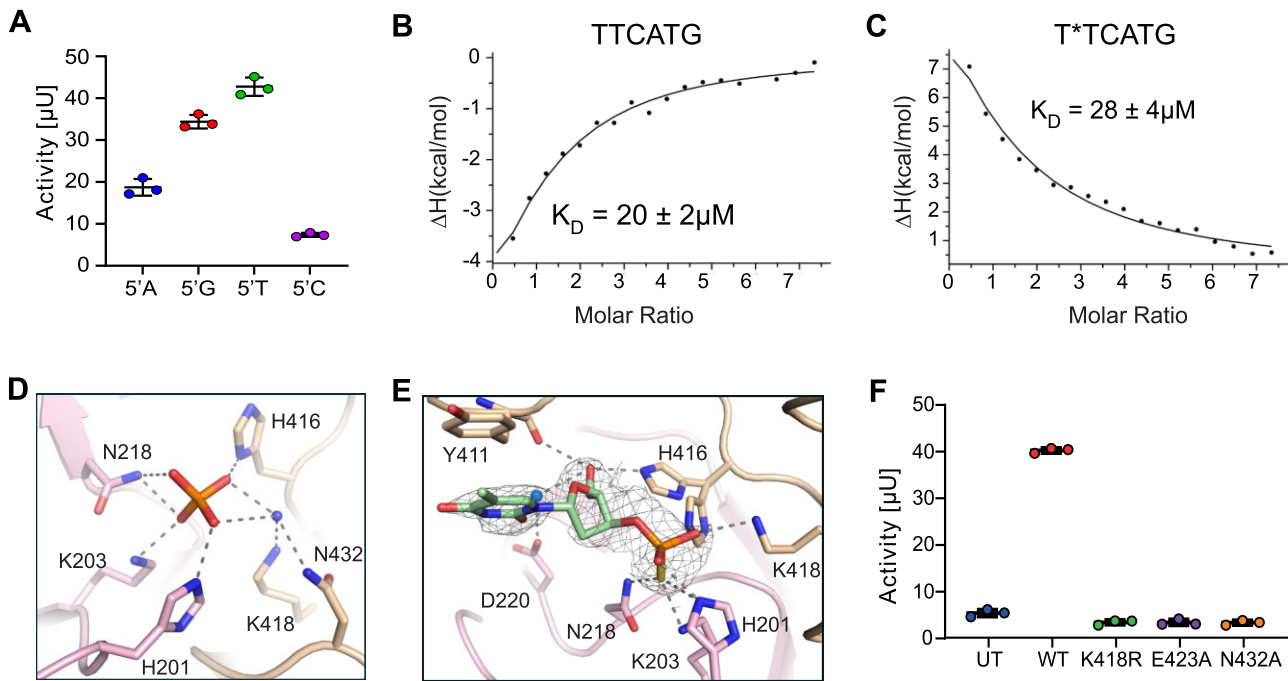 A
Activity [µU]
50
40
30
20
10
0
5'A 5'G 5'T 5'C
B
TTCATG
ΔH(kcal/mol)
0
-1
-2
-3
-4
K_D = 20 ± 2µM
0 1 2 3 4 5 6 7
Molar Ratio
C
T*TCATG
ΔH(kcal/mol)
7
6
5
4
3
2
1
K_D = 28 ± 4µM
0 1 2 3 4 5 6 7
Molar Ratio
D
H416
N218
K203
N432
K418
H201
E
Y411
H416
K418
D220
N218
H201
K203
F
Activity [µU]
50
40
30
20
10
0
UT WT K418R E423A N432A